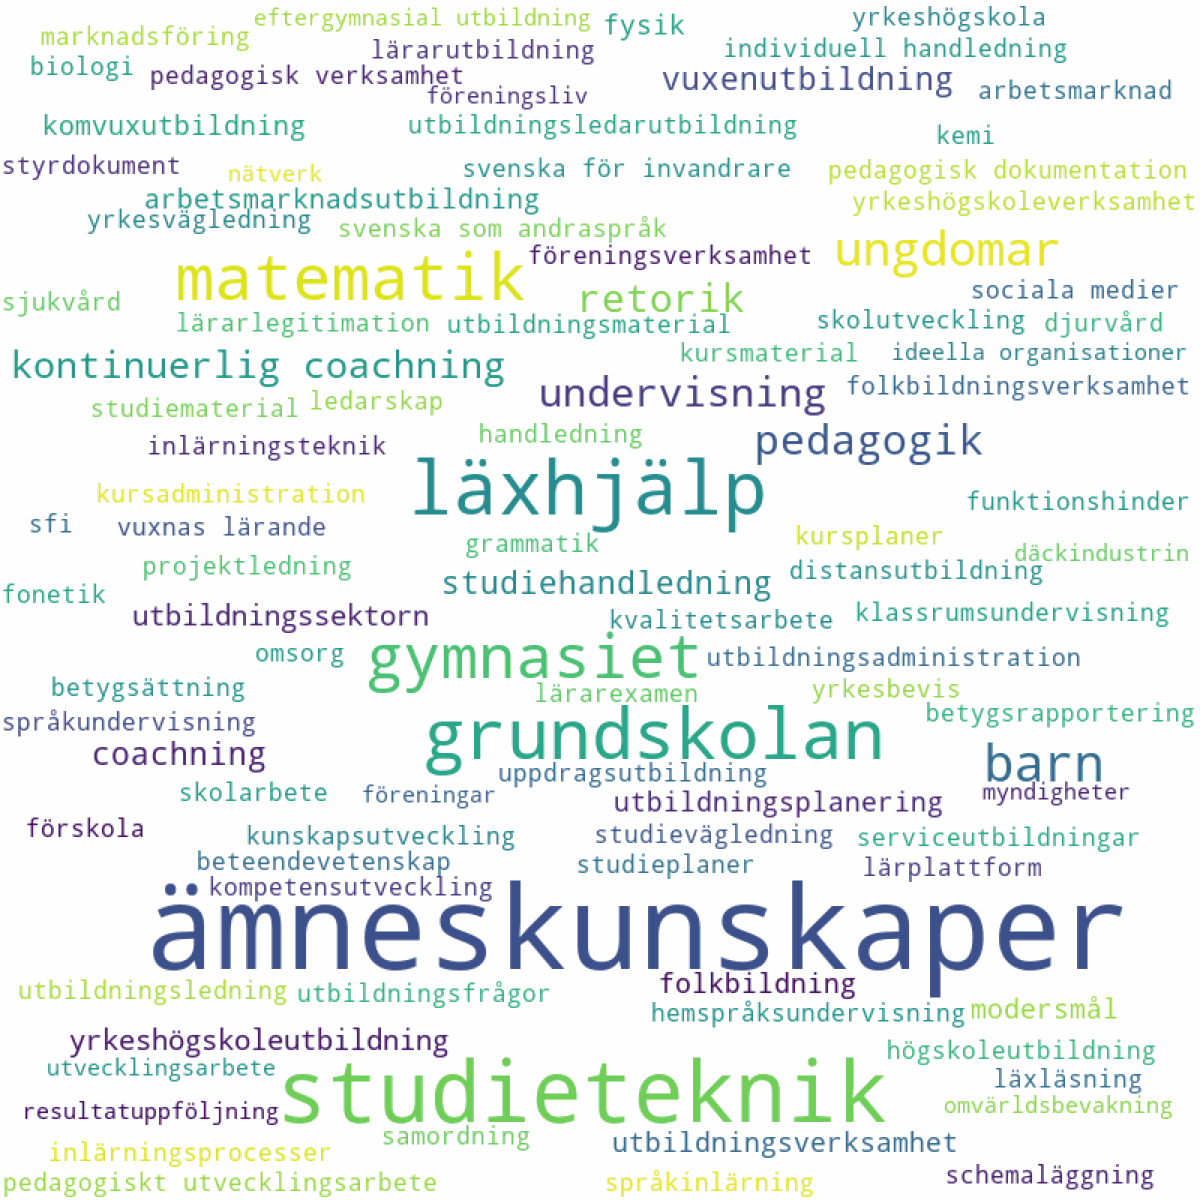 eftergymnasial utbildning
fysik
yrkeshögskola
marknadsföring
lärarutbildning
individuell handledning
biologi
pedagogisk verksamhet
vuxenutbildning
föreningsliv
arbetsmarknad
komvuxutbildning
utbildningsledarutbildning
kemi
styrdokument
nätverk
svenska för invandrare
pedagogisk dokumentation
arbetsmarknadsutbildning
yrkeshögskoleverksamhet
yrkesvägledning
svenska som andraspråk
föreningsverksamhet
ungdomar
matematik
sjukvård
retorik
sociala medier
lärarlegitimation
utbildningsmaterial
skolutveckling
djurvård
kontinuerlig coachning
kursmaterial
ideella organisationer
undervisning
folkbildningsverksamhet
studiematerial
ledarskap
inlärningsteknik
handledning
pedagogik
läxhjälp
kursadministration
funktionshinder
sfi
vuxnas lärande
grammatik
kursplaner
däckindustrin
projektledning
studiehandledning
distansutbildning
fonetik
utbildningssektorn
kvalitetsarbete
klassrumsundervisning
omsorg
gymnasiet
utbildningsadministration
betygsättning
lärarexamen
yrkesbevis
språkundervisning
betygsrapportering
grundskolan
coachning
uppdragsutbildning
barn
skolarbete
föreningar
utbildningsplanering
myndigheter
förskola
kunskapsutveckling
studievägledning
serviceutbildningar
beteendevetenskap
studieplaner
lärplattform
kompetensutveckling
ämneskunskaper
utbildningsledning
utbildningsfrågor
folkbildning
hemspråksundervisning
modersmål
yrkeshögskoleutbildning
högskoleutbildning
utvecklingsarbete
studieteknik
läxläsning
resultatuppföljning
omvärldsbevakning
samordning
utbildningsverksamhet
inlärningsprocesser
pedagogiskt utvecklingsarbete
språkinlärning
schemaläggning